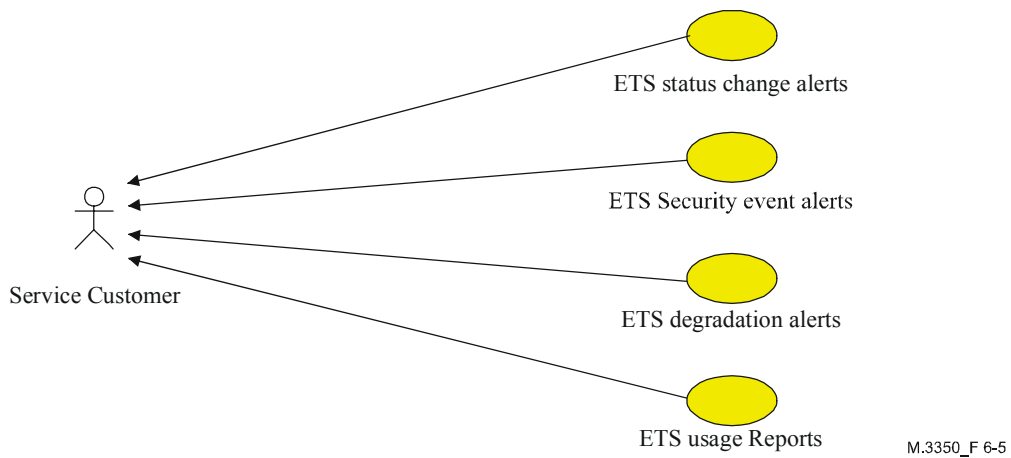 ETS status change alerts
ETS Security event alerts
Service Customer
ETS degradation alerts
ETS usage Reports
M.3350_F 6-5